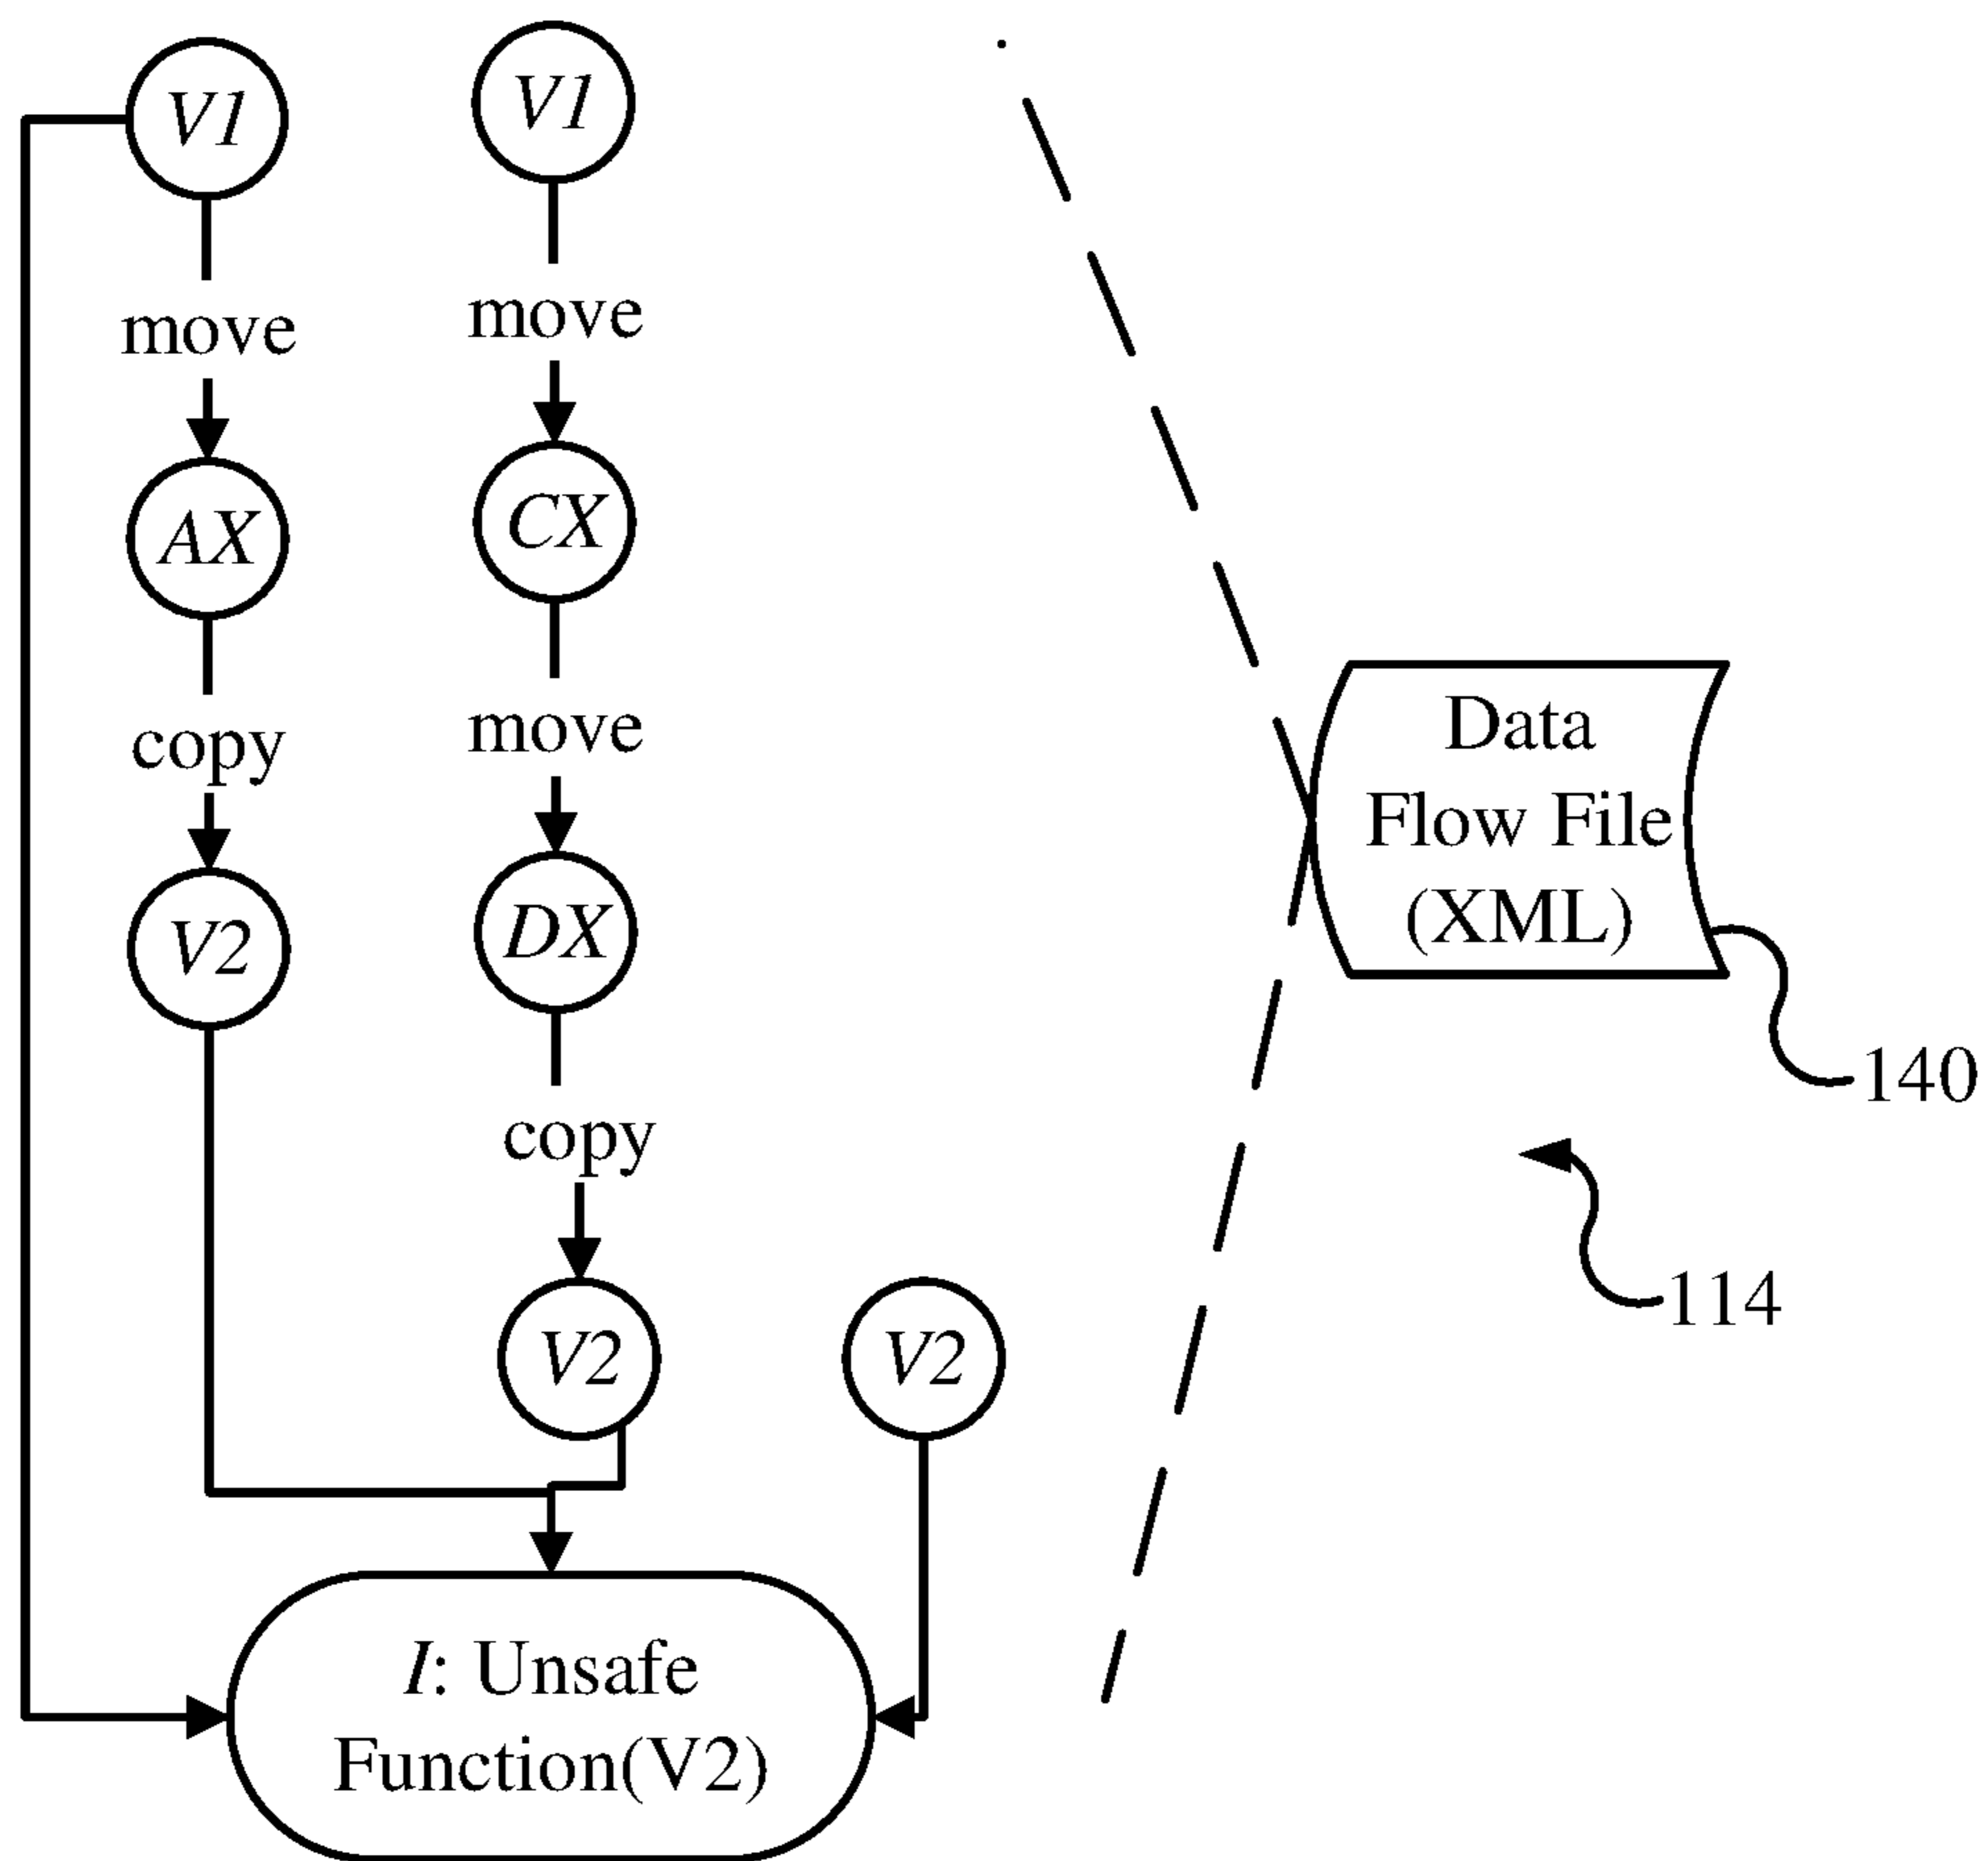 V1
V1
move
move
AX
CX
copy
move
V2
DX
copy
V2
V2
I: Unsafe
Function(V2)
Data
Flow File
(XML)
140
114